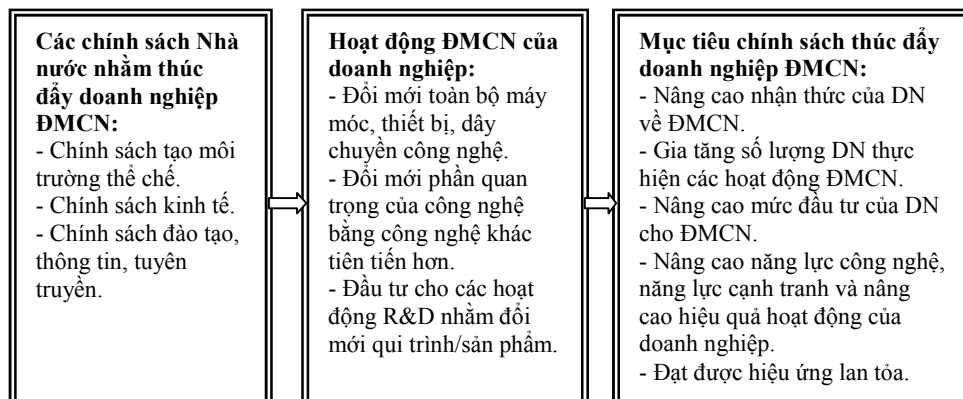 Các chính sách Nhà
nước nhằm thúc
đẩy doanh nghiệp
ĐMCN:
- Chính sách tạo môi
trường thể chế.
- Chính sách kinh tế.
- Chính sách đào tạo,
thông tin, tuyên
truyền.
Hoạt động ĐMCN của
doanh nghiệp:
- Đổi mới toàn bộ máy
móc, thiết bị, dây
chuyền công nghệ.
- Đổi mới phần quan
trọng của công nghệ
bằng công nghệ khác
tiên tiến hơn.
- Đầu tư cho các hoạt
động R&D nhằm đổi
mới qui trình/sản phẩm.
Mục tiêu chính sách thúc đẩy
doanh nghiệp ĐMCN:
- Nâng cao nhận thức của DN
về ĐMCN.
- Gia tăng số lượng DN thực
hiện các hoạt động ĐMCN.
- Nâng cao mức đầu tư của DN
cho ĐMCN.
- Nâng cao năng lực công nghệ,
năng lực cạnh tranh và nâng
cao hiệu quả hoạt động của
doanh nghiệp.
- Đạt được hiệu ứng lan tỏa.